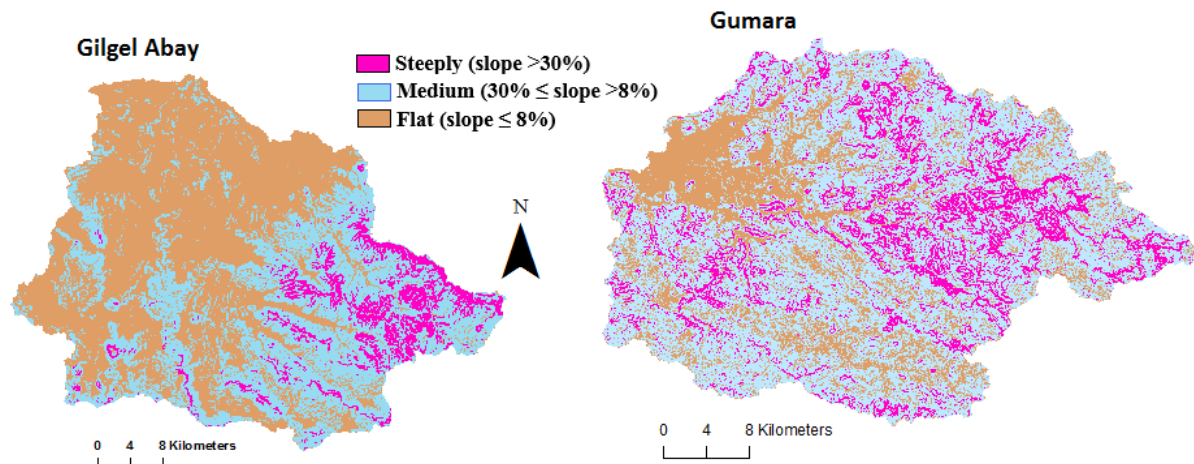 Gilgel Abay
Gumara
Steeply (slope >30%)
Medium (30% ≤ slope >8%)
Flat (slope ≤ 8%)
N
0 4 8 Kilometers
0 4 8 Kilometers